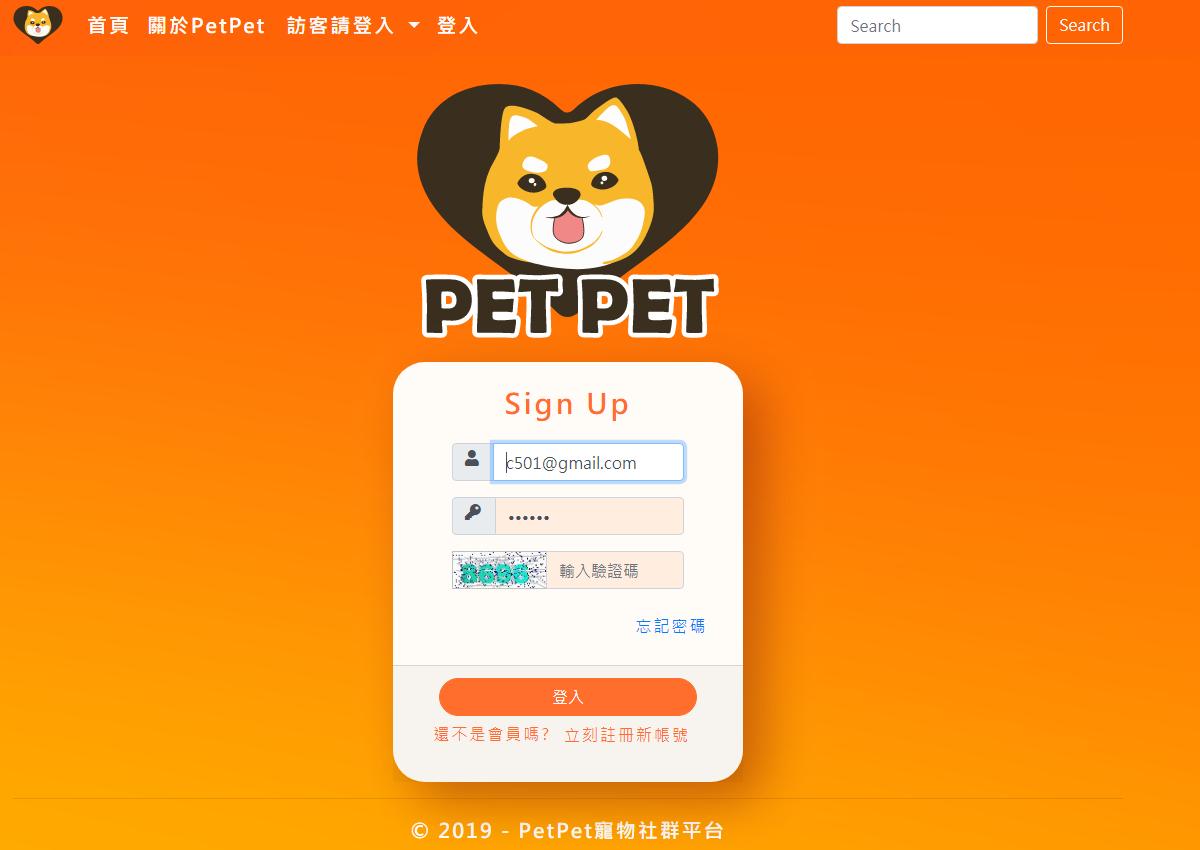 首頁 關於PetPet 訪客請登入 登入 Search Search
PET PET
Sign Up
c501@gmail.com
••••••
輸入驗證碼
忘記密碼
登入
還不是會員嗎? 立刻註冊新帳號
© 2019 - PetPet寵物社群平台